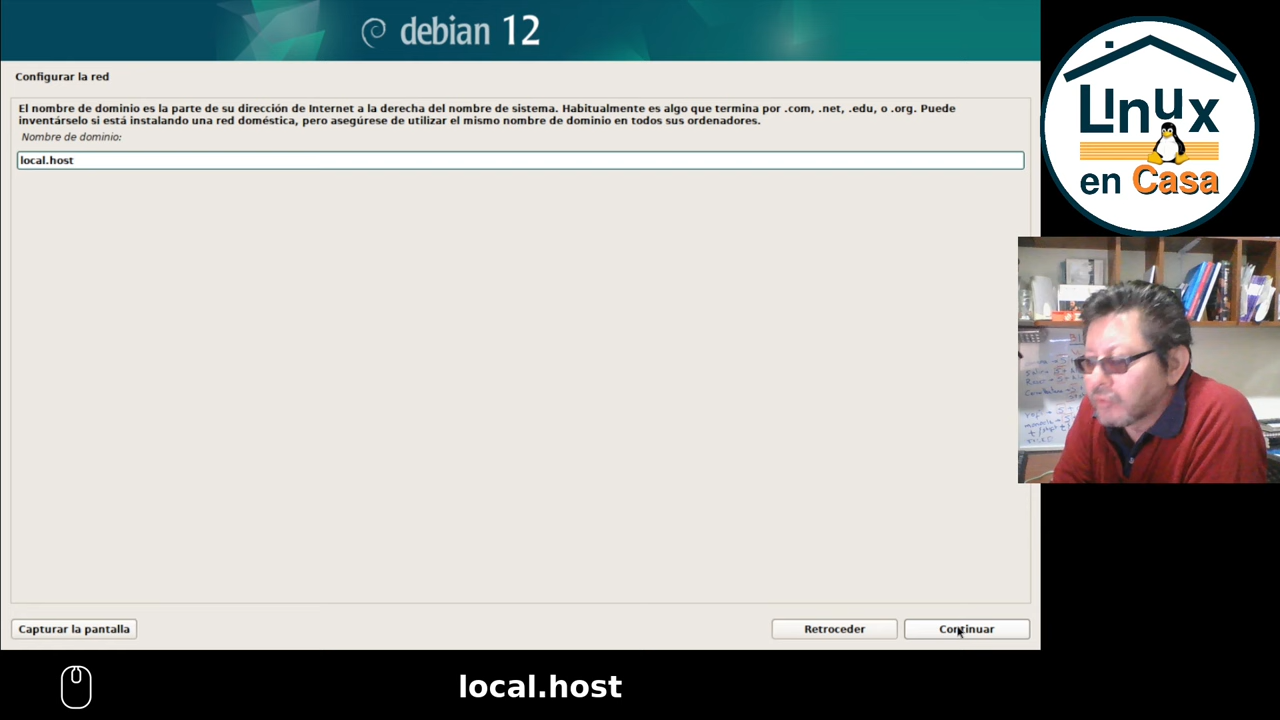 debian 12
Configurar la red
El nombre de dominio es la parte de su dirección de Internet a la derecha del nombre de sistema. Habitualmente es algo que termina por .com, .net, .edu, o .org. Puede
inventárselo si está instalando una red doméstica, pero asegúrese de utilizar el mismo nombre de dominio en todos sus ordenadores.
Nombre de dominio:
local.host
Capturar la pantalla
Retroceder
Continuar
local.host
Linux
en Casa